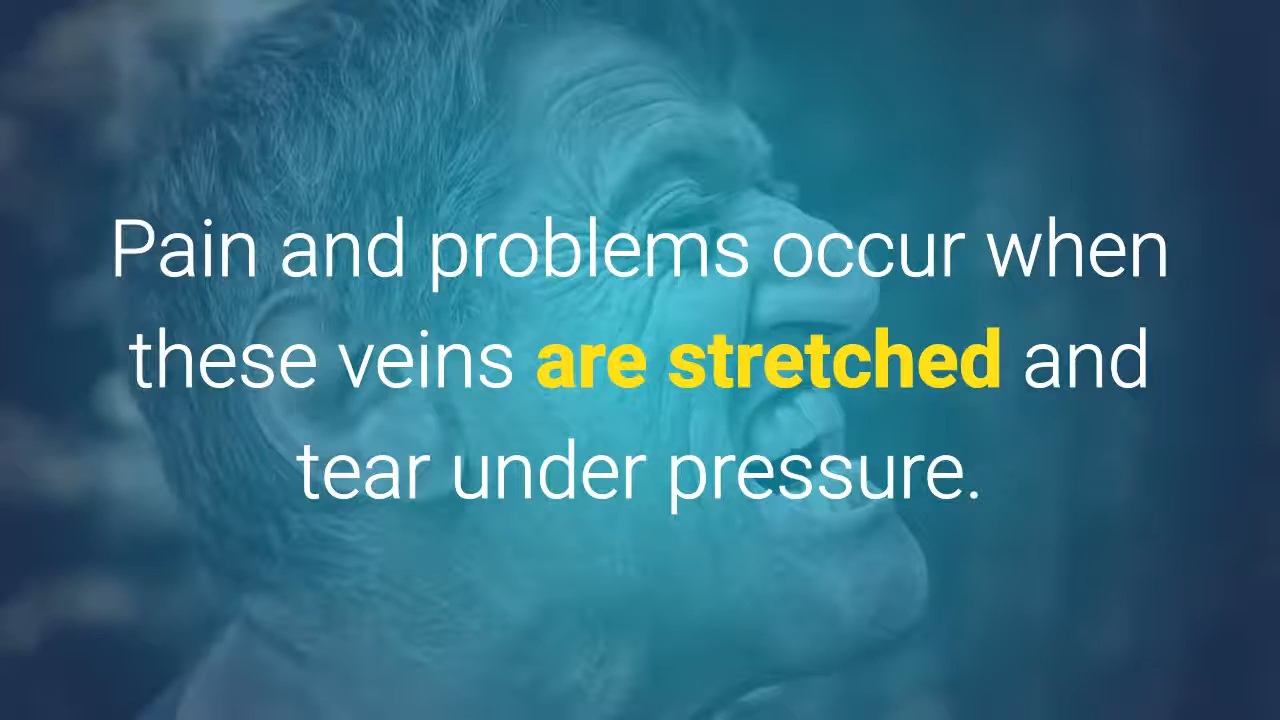 Pain and problems occur when
these veins are stretched and
tear under pressure.